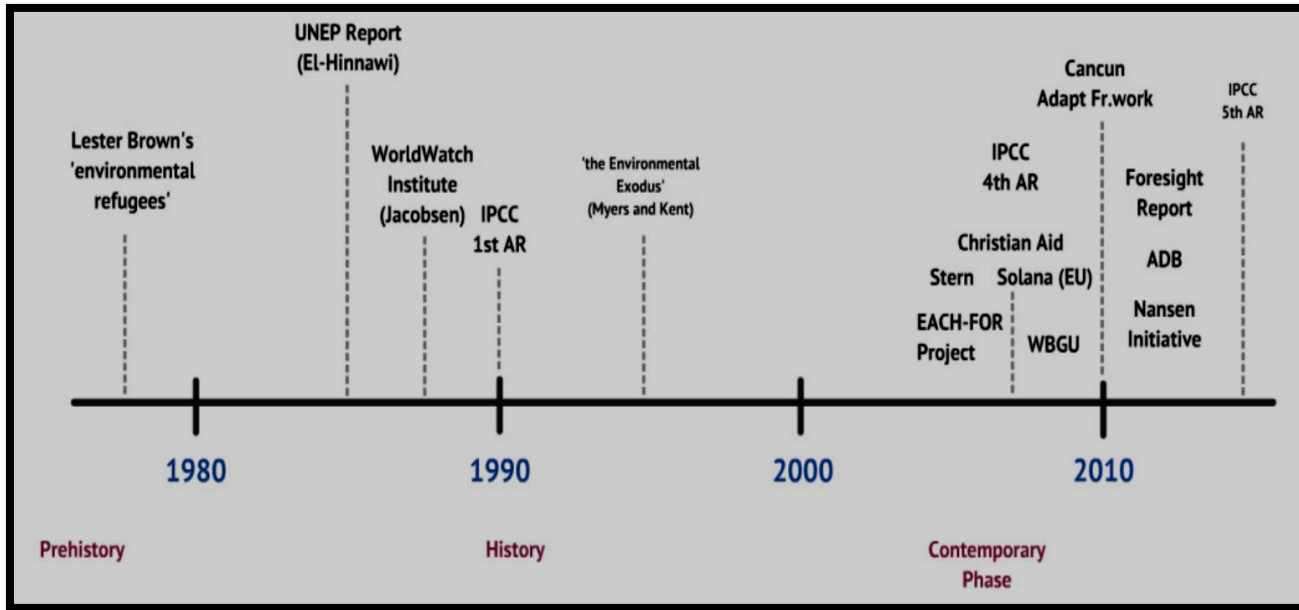 UNEP Report
(El-Hinnawi)
Lester Brown's
'environmental
refugees'
WorldWatch
Institute
(Jacobsen)
IPCC
1st AR
'the Environmental
Exodus'
(Myers and Kent)
Cancun
Adapt Fr.work
IPCC
4th AR
Christian Aid
Stern
Solana (EU)
EACH-FOR
Project
WBGU
Foresight
Report
ADB
Nansen
Initiative
IPCC
5th AR
1980
1990
2000
2010
Prehistory
History
Contemporary
Phase